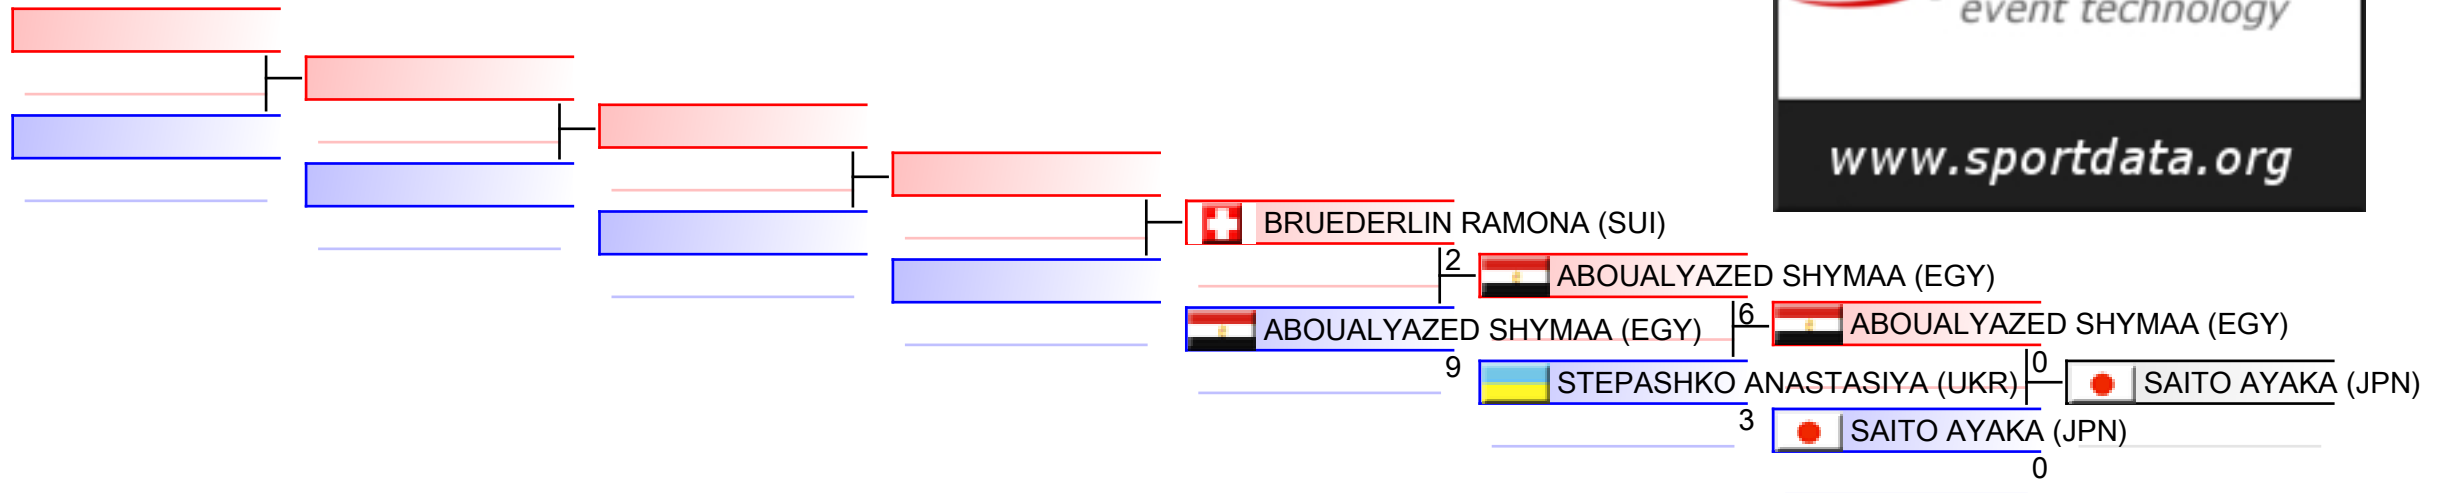 event technology
www.sportdata.org
BRUEDERLIN RAMONA (SUI)
2
ABOUALYAZED SHYMAA (EGY)
ABOUALYAZED SHYMAA (EGY)
9
6
ABOUALYAZED SHYMAA (EGY)
STEPASHKO ANASTASIYA (UKR)
3
0
SAITO AYAKA (JPN)
SAITO AYAKA (JPN)
0